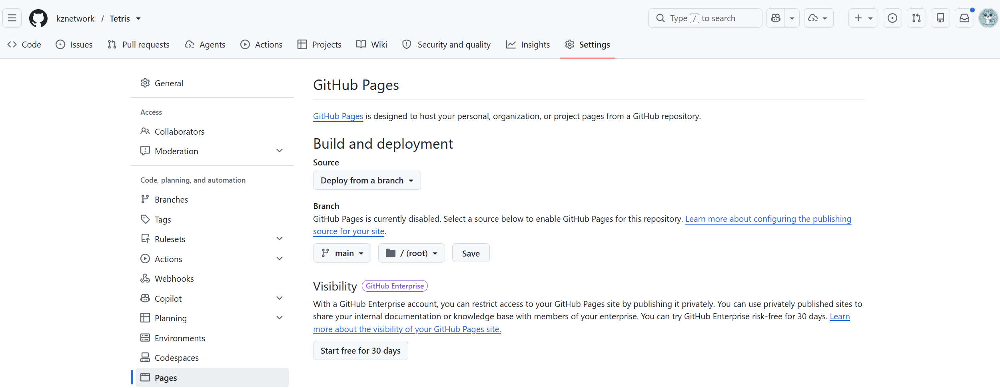 kznetwork / Tetris
Type / to search
Code Issues Pull requests Agents Actions Projects Wiki Security and quality Insights Settings
General
Access
Collaborators
Moderation
Code, planning, and automation
Branches
Tags
Rulesets
Actions
Webhooks
Copilot
Planning
Environments
Codespaces
Pages
GitHub Pages
GitHub Pages is designed to host your personal, organization, or project pages from a GitHub repository.
Build and deployment
Source
Deploy from a branch
Branch
GitHub Pages is currently disabled. Select a source below to enable GitHub Pages for this repository. Learn more about configuring the publishing
source for your site.
main / (root) Save
Visibility GitHub Enterprise
With a GitHub Enterprise account, you can restrict access to your GitHub Pages site by publishing it privately. You can use privately published sites to
share your internal documentation or knowledge base with members of your enterprise. You can try GitHub Enterprise risk-free for 30 days. Learn
more about the visibility of your GitHub Pages site.
Start free for 30 days